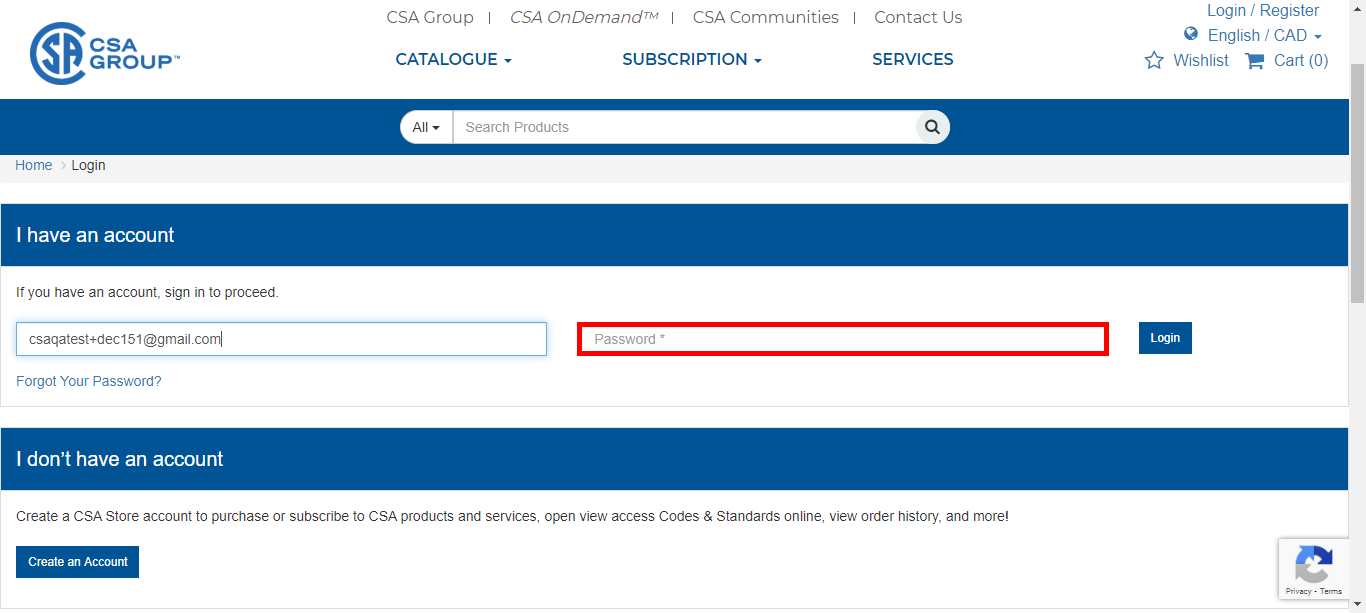 CSA Group | CSA OnDemand™ | CSA Communities | Contact Us
Login / Register
English / CAD
CSA GROUP™
CATALOGUE SUBSCRIPTION SERVICES
Wishlist Cart (0)
All Search Products
Home > Login
I have an account
If you have an account, sign in to proceed.
csaqatest+dec151@gmail.com Password * Login
Forgot Your Password?
I don’t have an account
Create a CSA Store account to purchase or subscribe to CSA products and services, open view access Codes & Standards online, view order history, and more!
Create an Account
Privacy - Terms